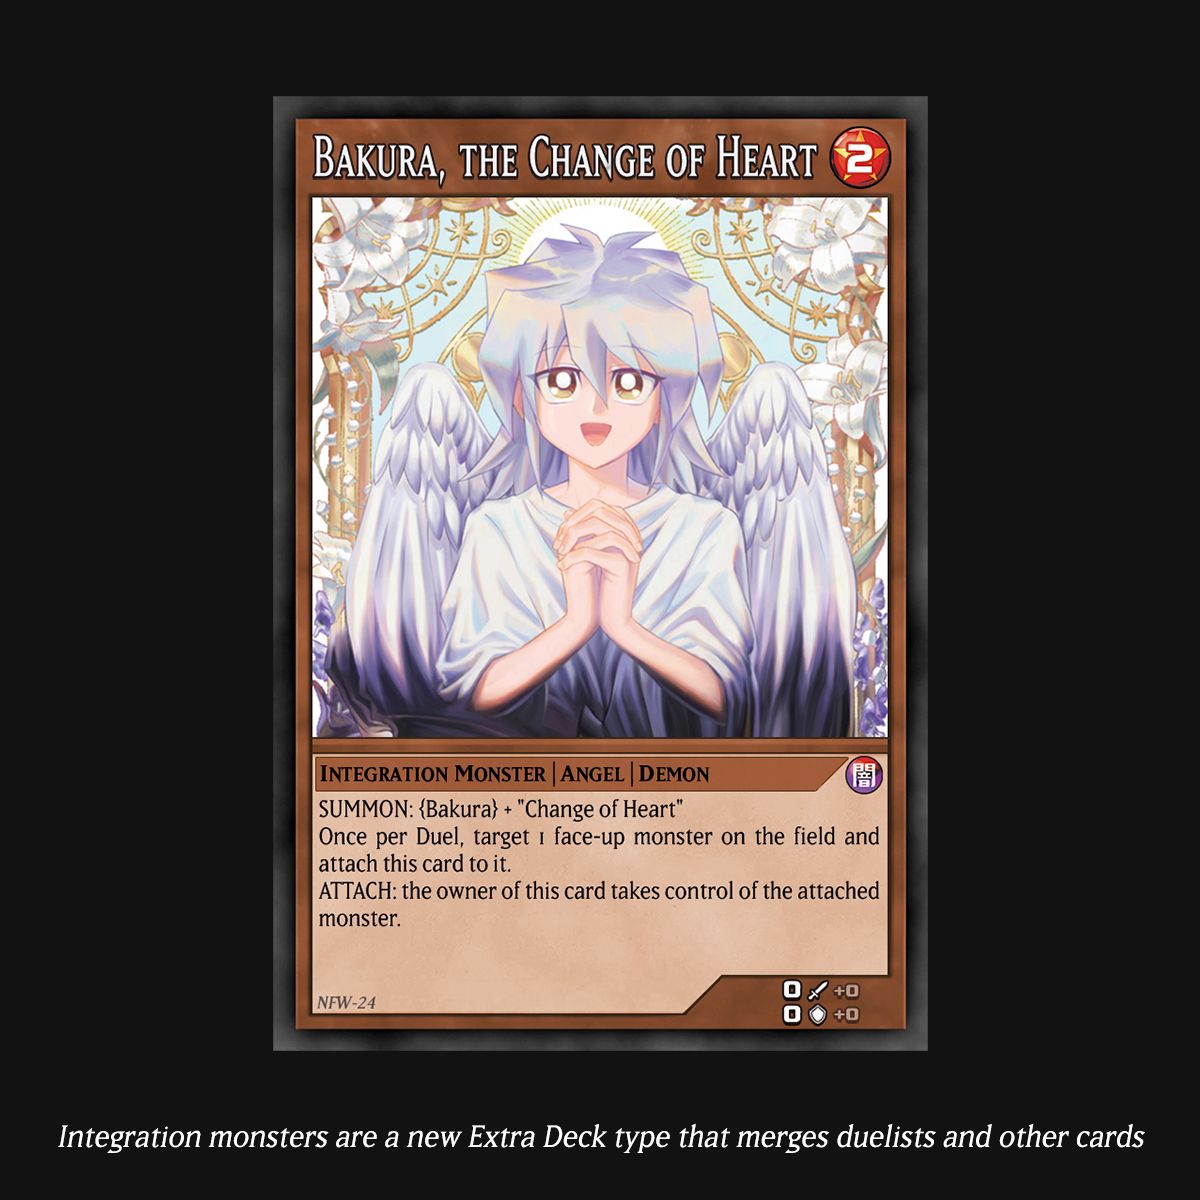 BAKURA, THE CHANGE OF HEART
2
INTEGRATION MONSTER | ANGEL | DEMON
闇
SUMMON: {Bakura} + "Change of Heart"
Once per Duel, target 1 face-up monster on the field and
attach this card to it.
ATTACH: the owner of this card takes control of the attached
monster.
0 +0
NFW-24
0 +0
Integration monsters are a new Extra Deck type that merges duelists and other cards